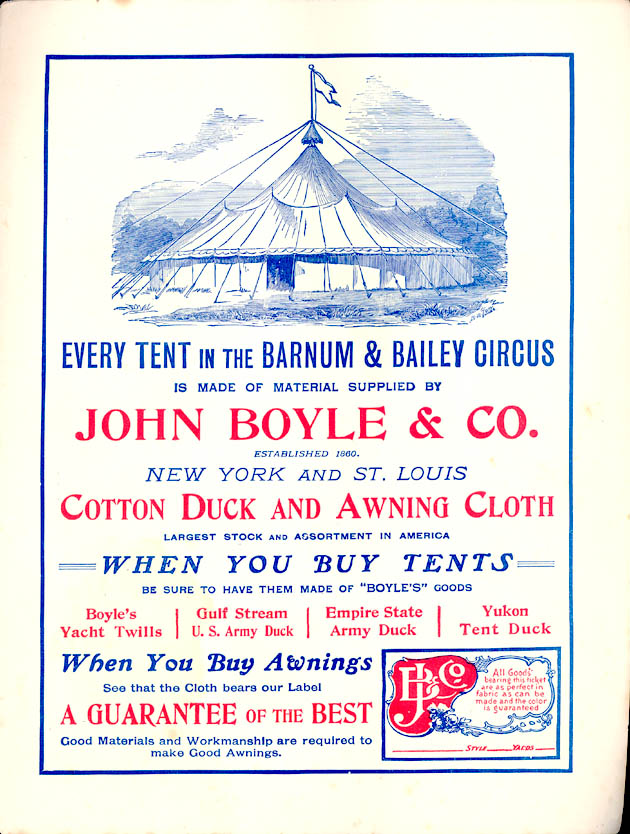 EVERY TENT IN THE BARNUM & BAILEY CIRCUS
IS MADE OF MATERIAL SUPPLIED BY
JOHN BOYLE & CO.
ESTABLISHED 1860.
NEW YORK AND ST. LOUIS
COTTON DUCK AND AWNING CLOTH
LARGEST STOCK AND ASSORTMENT IN AMERICA
WHEN YOU BUY TENTS
BE SURE TO HAVE THEM MADE OF "BOYLE'S" GOODS
Boyle's
Yacht Twills
Gulf Stream
U. S. Army Duck
Empire State
Army Duck
Yukon
Tent Duck
When You Buy Awnings
See that the Cloth bears our Label
A GUARANTEE OF THE BEST
Good Materials and Workmanship are required to
make Good Awnings.
JB & Co
All Goods
bearing this ticket
are as perfect in
fabric as can be
made and the color
is guaranteed
STYLE YARDS